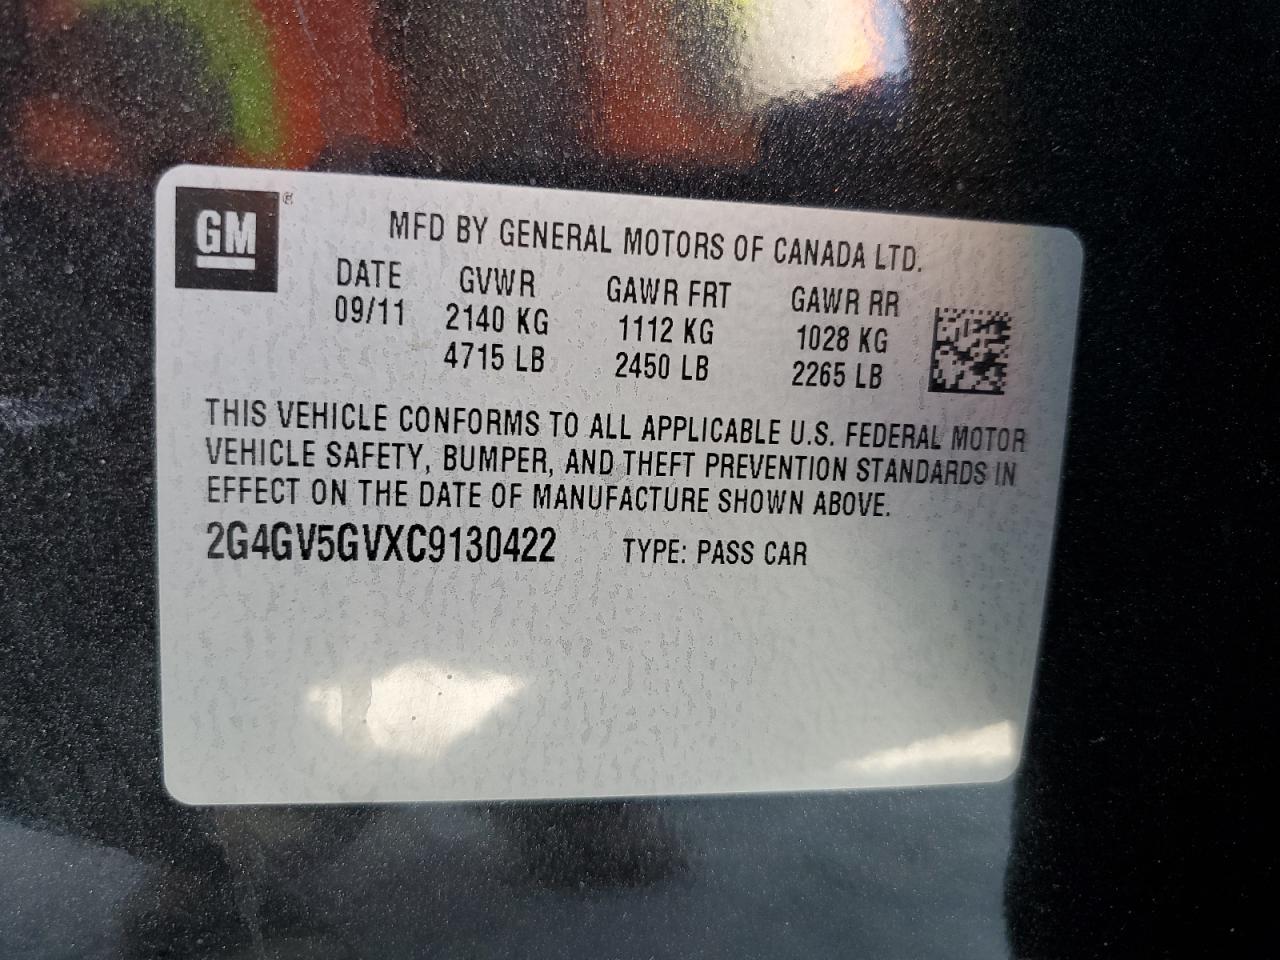 GM
MFD BY GENERAL MOTORS OF CANADA LTD.
DATE GVWR GAWR FRT GAWR RR
09/11 2140 KG 1112 KG 1028 KG
4715 LB 2450 LB 2265 LB
THIS VEHICLE CONFORMS TO ALL APPLICABLE U.S. FEDERAL MOTOR
VEHICLE SAFETY, BUMPER, AND THEFT PREVENTION STANDARDS IN
EFFECT ON THE DATE OF MANUFACTURE SHOWN ABOVE.
2G4GV5GVXC9130422 TYPE: PASS CAR